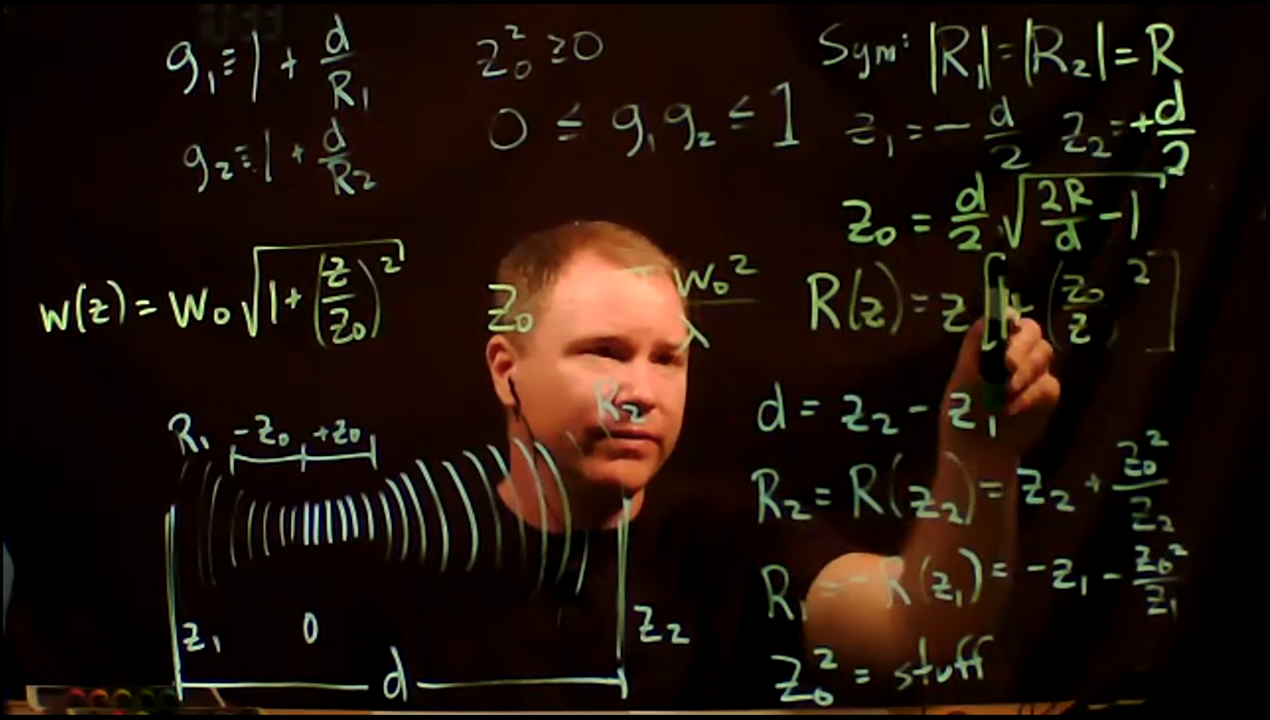 g₁ ≡ 1 + d/R₁
g₂ ≡ 1 + d/R₂
z₀² ≥ 0
0 ≤ g₁g₂ ≤ 1
Sym: |R₁| = |R₂| = R
z₁ = -d/2 z₂ = +d/2
z₀ = d/2 √(2R/d - 1)
w(z) = w₀ √(1 + (z/z₀)²)
z₀ w₀²/λ
R(z) = z [1 + (z₀/z)²]
d = z₂ - z₁
R₂ = R(z₂) = z₂ + z₀²/z₂
R₁ = -R(z₁) = -z₁ - z₀²/z₁
z₀² = stuff
R₁ -z₀ +z₀ R₂
z₁ 0 z₂
d